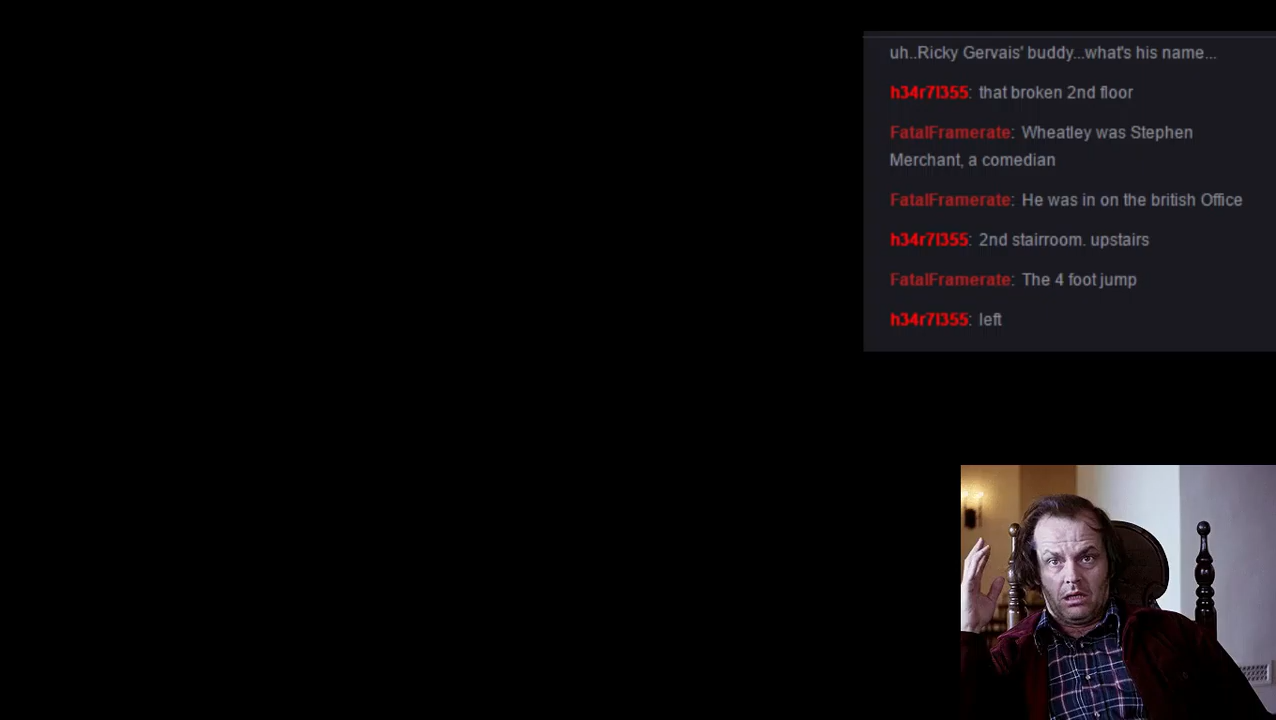 uh..Ricky Gervais' buddy...what's his name...
h34r7l355: that broken 2nd floor
FatalFramerate: Wheatley was Stephen
Merchant, a comedian
FatalFramerate: He was in on the british Office
h34r7l355: 2nd stairroom. upstairs
FatalFramerate: The 4 foot jump
h34r7l355: left